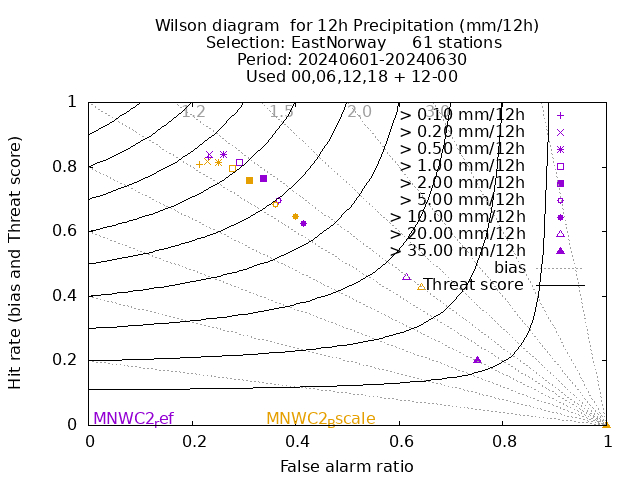 Wilson diagram  for 12h Precipitation (mm/12h)
Selection: EastNorway     61 stations
Period: 20240601-20240630
Used 00,06,12,18 + 12-00
Hit rate (bias and Threat score)
1
0.8
0.6
0.4
0.2
0
1.2
1.5
2.0
3.0
> 0.10 mm/12h
> 0.20 mm/12h
> 0.50 mm/12h
> 1.00 mm/12h
> 2.00 mm/12h
> 5.00 mm/12h
> 10.00 mm/12h
> 20.00 mm/12h
> 35.00 mm/12h
bias
Threat score
MNWC2ref
MNWC2Bscale
0
0.2
0.4
0.6
0.8
1
False alarm ratio